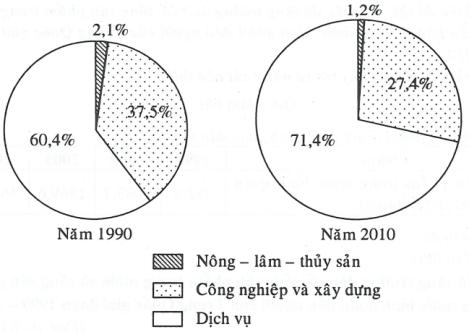 2,1%
37,5%
60,4%
Năm 1990
1,2%
27,4%
71,4%
Năm 2010
Nông – lâm – thủy sản
Công nghiệp và xây dựng
Dịch vụ